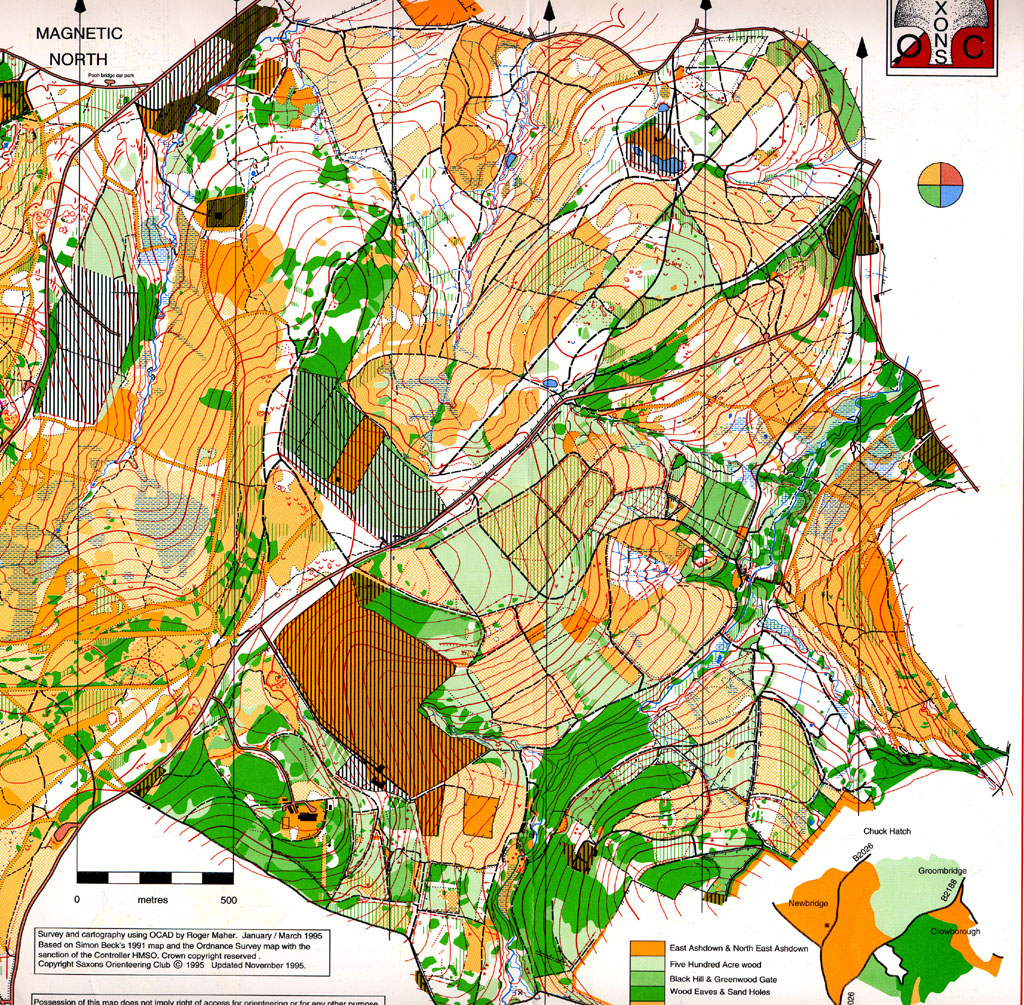 MAGNETIC
NORTH
Pooh bridge car park
XONS
O C
0 metres 500
Survey and cartography using OCAD by Roger Maher. January / March 1995
Based on Simon Beck's 1991 map and the Ordnance Survey map with the
sanction of the Controller HMSO. Crown copyright reserved .
Copyright Saxons Orienteering Club © 1995 Updated November 1995.
Possession of this map does not imply right of access for orienteering or for any other purpose.
East Ashdown & North East Ashdown
Five Hundred Acre wood
Black Hill & Greenwood Gate
Wood Eaves & Sand Holes
Chuck Hatch
B2026
Groombridge
B2188
Newbridge
Crowborough
B2026